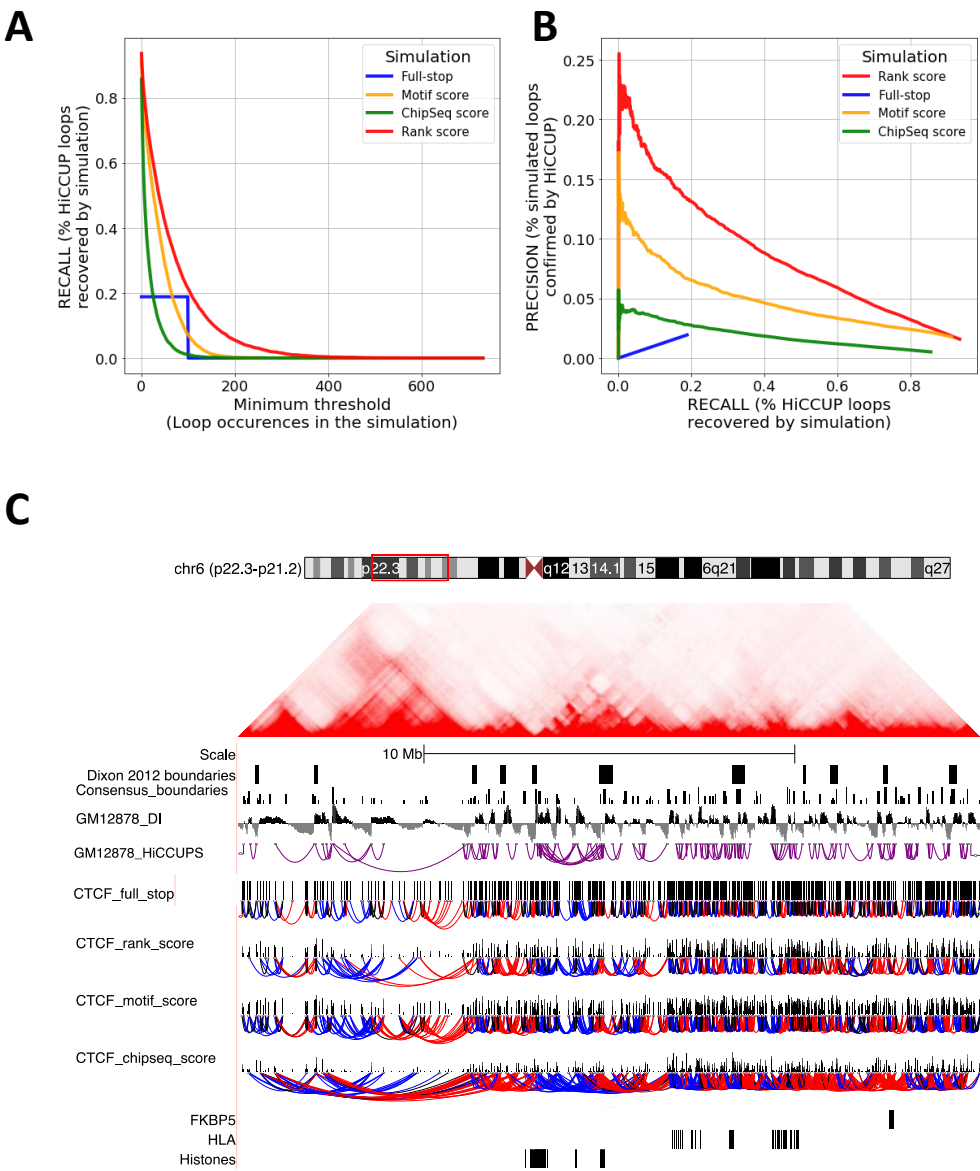 A
Simulation
Full-stop
Motif score
ChipSeq score
Rank score
RECALL (% HiCCUP loops
recovered by simulation)
0.8
0.6
0.4
0.2
0.0
0
200
400
600
Minimum threshold
(Loop occurences in the simulation)
B
Simulation
Rank score
Full-stop
Motif score
ChipSeq score
PRECISION (% simulated loops
confirmed by HiCCUP)
0.25
0.20
0.15
0.10
0.05
0.00
0.0
0.2
0.4
0.6
0.8
RECALL (% HiCCUP loops
recovered by simulation)
C
chr6 (p22.3-p21.2)
p22.3
q12
13
14.1
15
6q21
q27
Scale
10 Mb
Dixon 2012 boundaries
Consensus_boundaries
GM12878_DI
GM12878_HiCCUPS
CTCF_full_stop
CTCF_rank_score
CTCF_motif_score
CTCF_chipseq_score
FKBP5
HLA
Histones